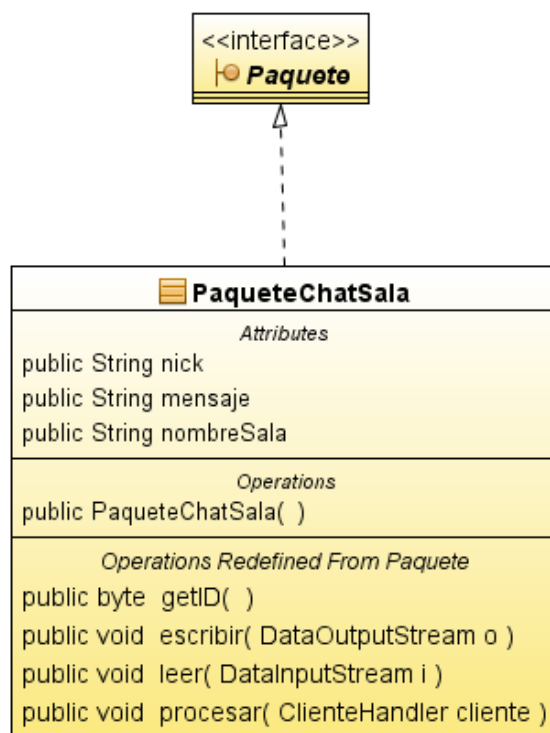 <<interface>>
Paquete
PaqueteChatSala
Attributes
public String nick
public String mensaje
public String nombreSala
Operations
public PaqueteChatSala( )
Operations Redefined From Paquete
public byte getID( )
public void escribir( DataOutputStream o )
public void leer( DataInputStream i )
public void procesar( ClienteHandler cliente )